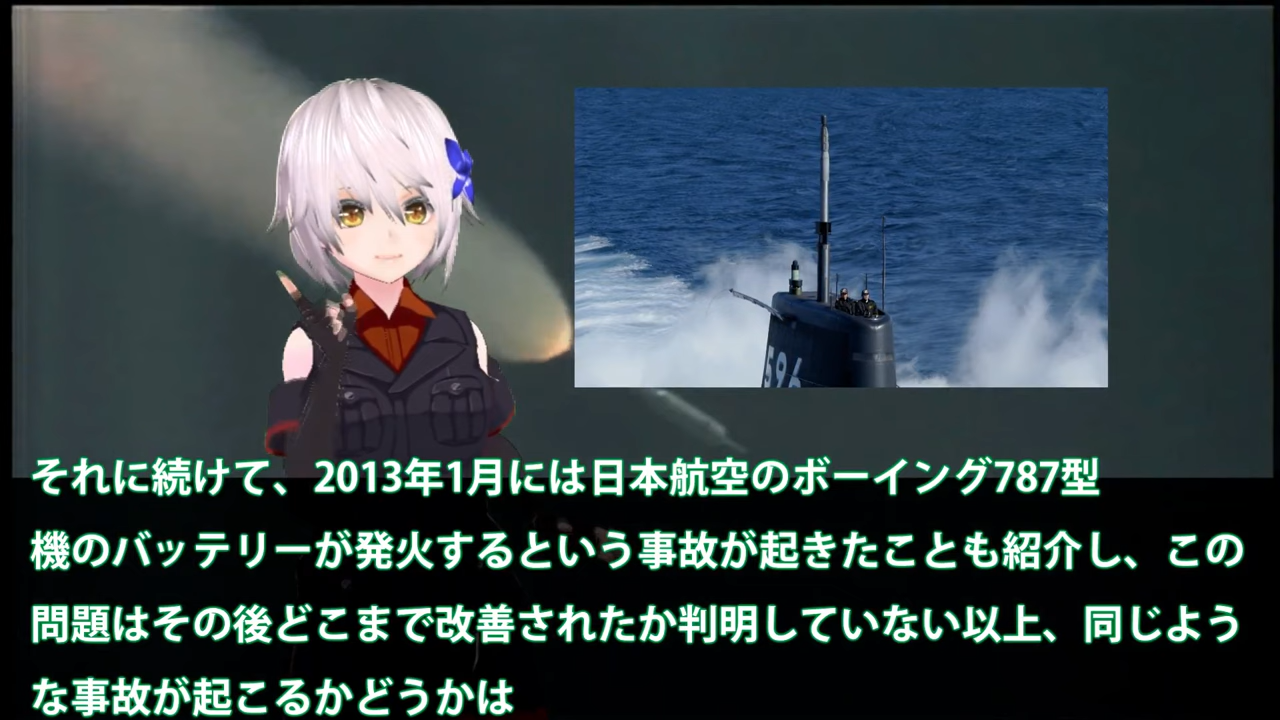 596
それに続けて、2013年1月には日本航空のボーイング787型
機のバッテリーが発火するという事故が起きたことも紹介し、この
問題はその後どこまで改善されたか判明していない以上、同じよう
な事故が起こるかどうかは